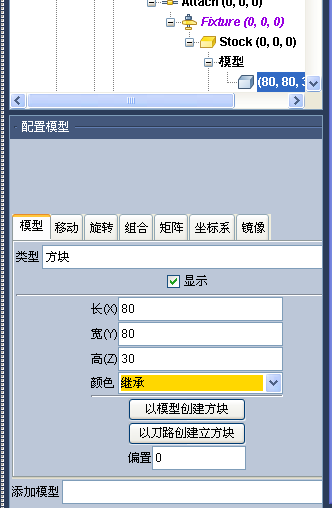 Attach (0, 0, 0)
Fixture (0, 0, 0)
Stock (0, 0, 0)
模型
(80, 80, 3
配置模型
模型 移动 旋转 组合 矩阵 坐标系 镜像
类型 方块
显示
长(X) 80
宽(Y) 80
高(Z) 30
颜色 继承
以模型创建方块
以刀路创建立方块
偏置 0
添加模型